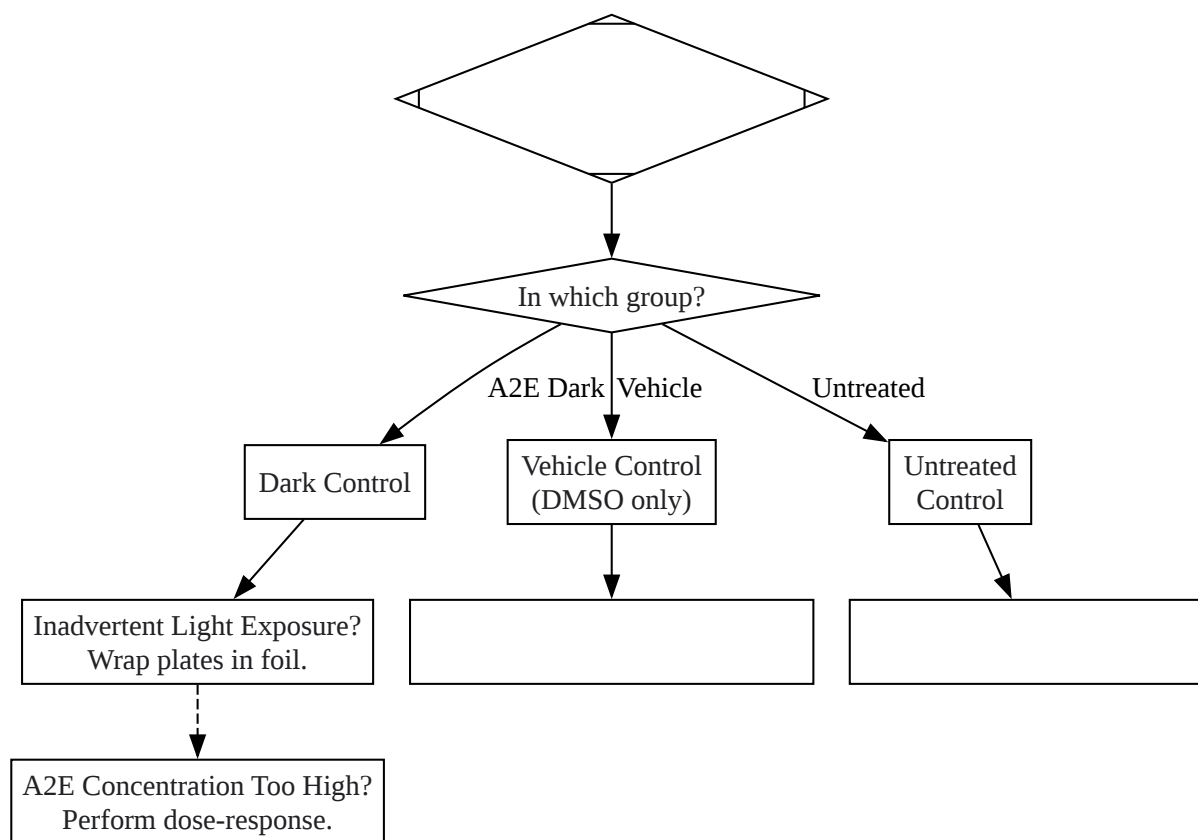 In which group?
A2E Dark
Vehicle
Untreated
Dark Control
Vehicle Control
(DMSO only)
Untreated
Control
Inadvertent Light Exposure?
Wrap plates in foil.
A2E Concentration Too High?
Perform dose-response.